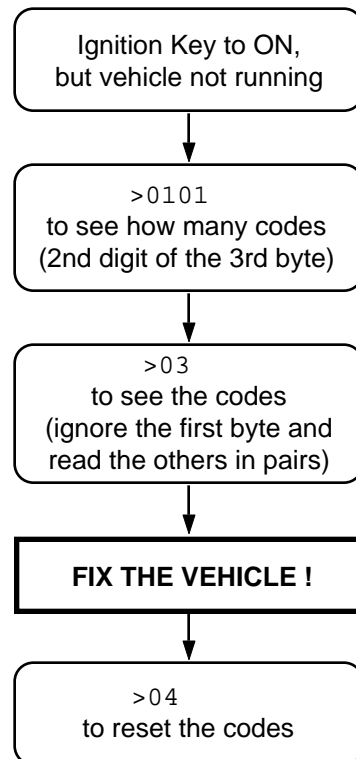 Ignition Key to ON,
but vehicle not running
>0101
to see how many codes
(2nd digit of the 3rd byte)
>03
to see the codes
(ignore the first byte and
read the others in pairs)
FIX THE VEHICLE !
>04
to reset the codes